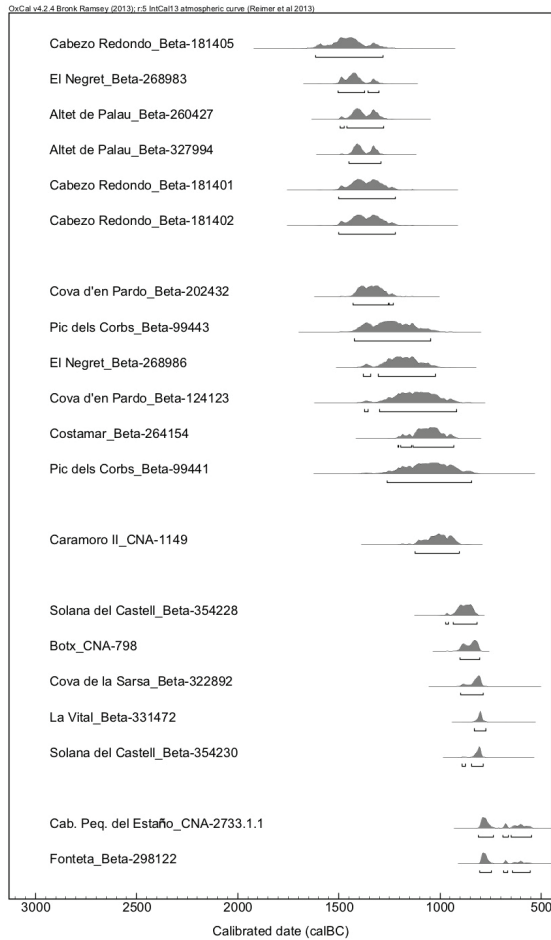 OxCal v4.2.4 Bronk Ramsey (2013); r:5 IntCal13 atmospheric curve (Reimer et al 2013)
Cabezo Redondo_Beta-181405
El Negret_Beta-268983
Altet de Palau_Beta-260427
Altet de Palau_Beta-327994
Cabezo Redondo_Beta-181401
Cabezo Redondo_Beta-181402
Cova d'en Pardo_Beta-202432
Pic dels Corbs_Beta-99443
El Negret_Beta-268986
Cova d'en Pardo_Beta-124123
Costamar_Beta-264154
Pic dels Corbs_Beta-99441
Caramoro II_CNA-1149
Solana del Castell_Beta-354228
Botx_CNA-798
Cova de la Sarsa_Beta-322892
La Vital_Beta-331472
Solana del Castell_Beta-354230
Cab. Peq. del Estaño_CNA-2733.1.1
Fonteta_Beta-298122
3000 2500 2000 1500 1000 500
Calibrated date (calBC)